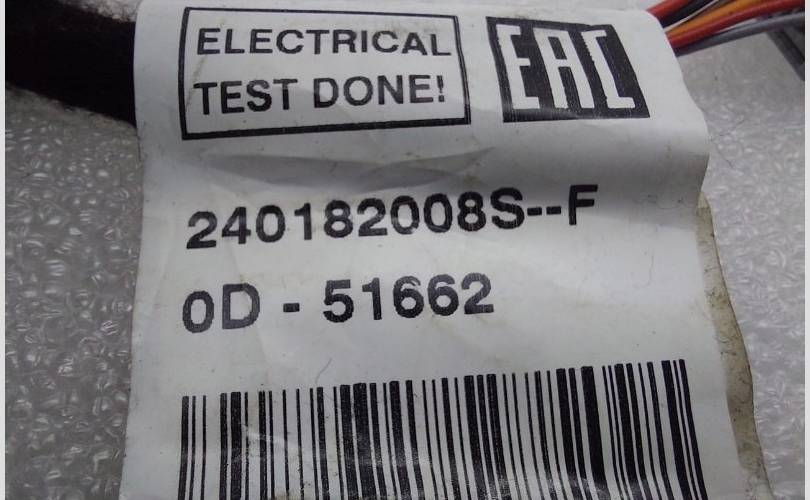 ELECTRICAL
TEST DONE!
EAC
240182008S--F
0D - 51662